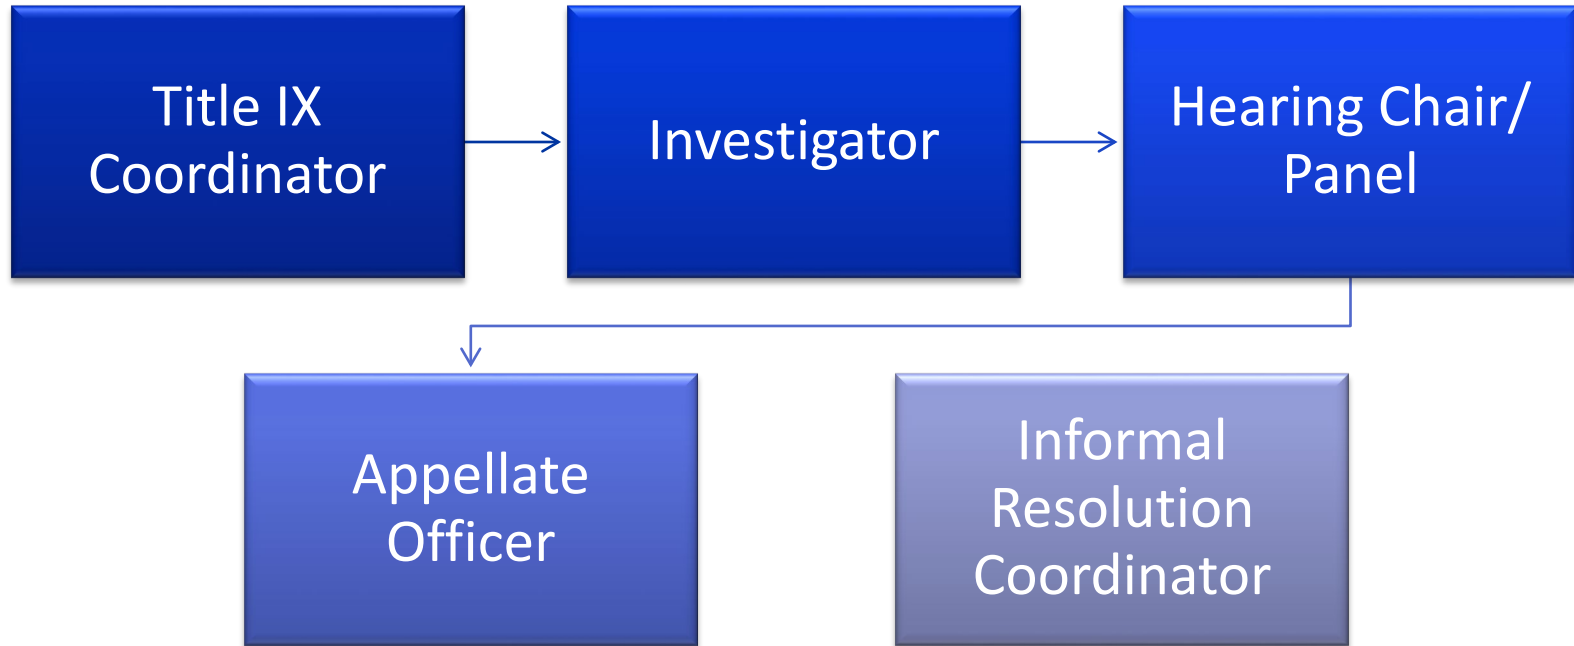 Title IX
Coordinator
Investigator
Hearing Chair/
Panel
Appellate
Officer
Informal
Resolution
Coordinator